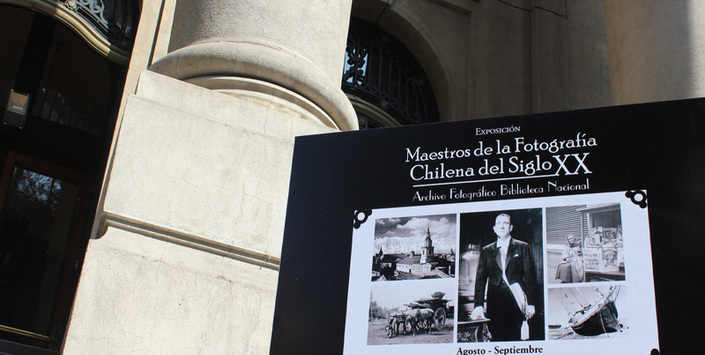 EXPOSICIÓN
Maestros de la Fotografía
Chilena del Siglo XX
Archivo Fotográfico Biblioteca Nacional
Agosto - Septiembre